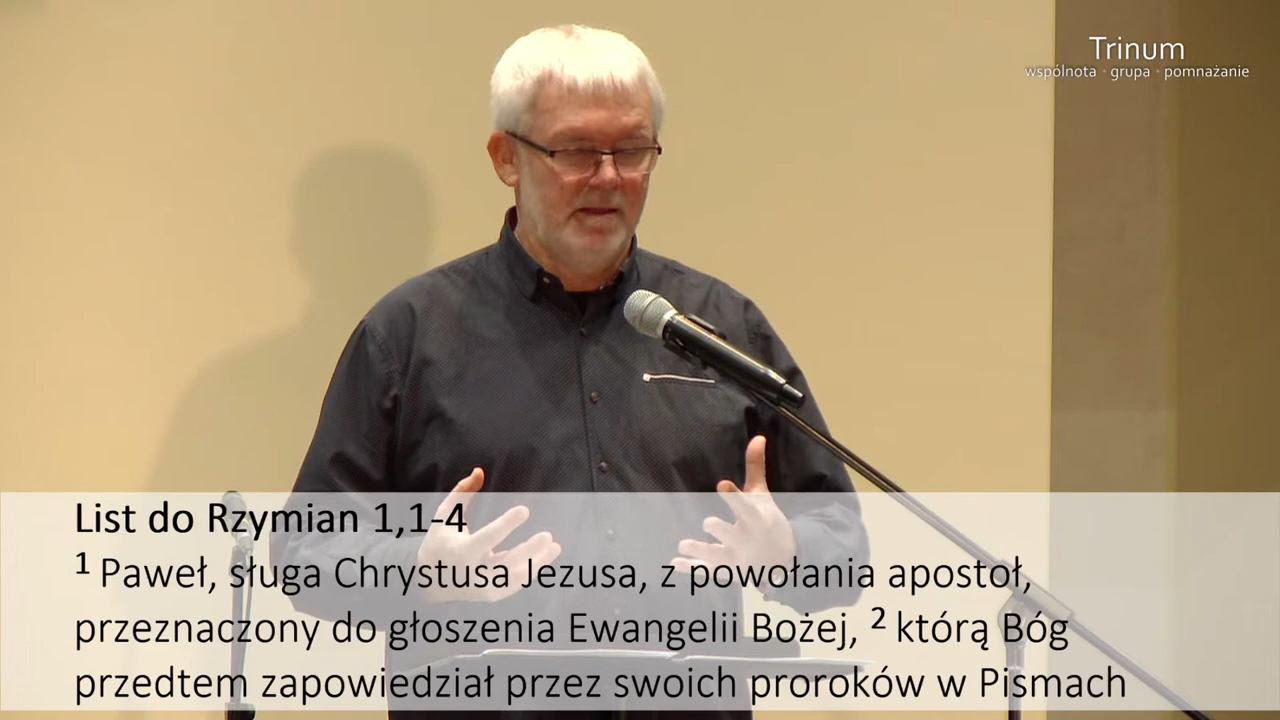 Trinum
wspólnota · grupa · pomnażanie
List do Rzymian 1,1-4
¹ Paweł, sługa Chrystusa Jezusa, z powołania apostoł,
przeznaczony do głoszenia Ewangelii Bożej, ² którą Bóg
przedtem zapowiedział przez swoich proroków w Pismach